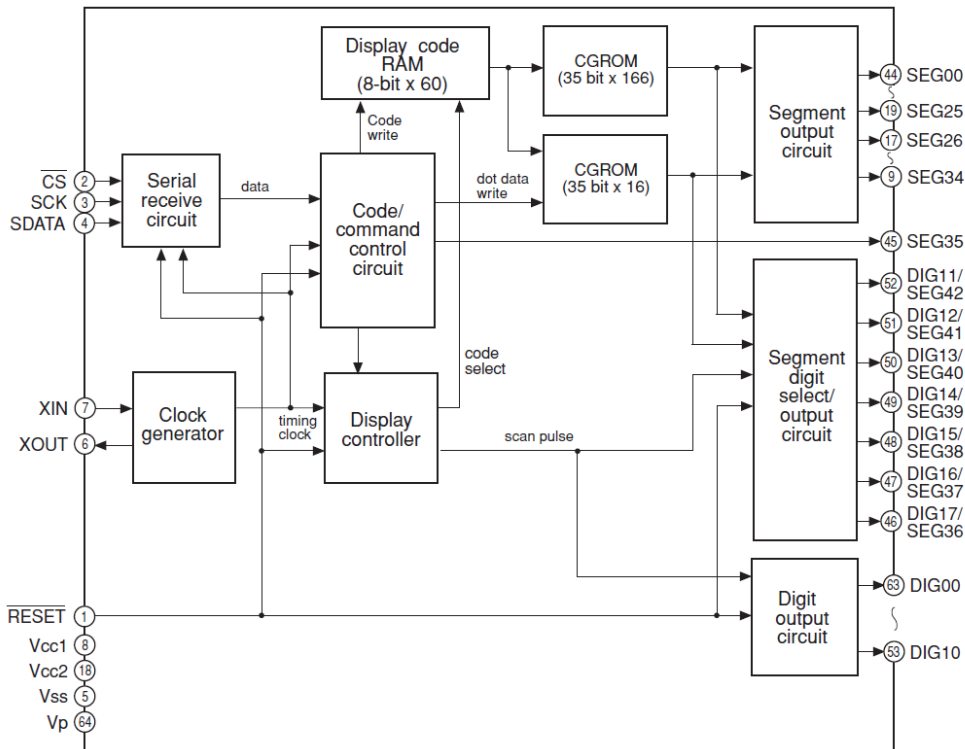 Display code
RAM
(8-bit x 60)
CGROM
(35 bit x 166)
Segment
output
circuit
44 SEG00
19 SEG25
17 SEG26
9 SEG34
Code
write
CS 2
SCK 3
SDATA 4
Serial
receive
circuit
data
Code/
command
control
circuit
dot data
write
CGROM
(35 bit x 16)
45 SEG35
52 DIG11/
SEG42
51 DIG12/
SEG41
50 DIG13/
SEG40
49 DIG14/
SEG39
48 DIG15/
SEG38
47 DIG16/
SEG37
46 DIG17/
SEG36
Segment
digit
select/
output
circuit
code
select
XIN 7
XOUT 6
Clock
generator
timing
clock
Display
controller
scan pulse
RESET 1
Vcc1 8
Vcc2 18
Vss 5
Vp 64
Digit
output
circuit
63 DIG00
53 DIG10